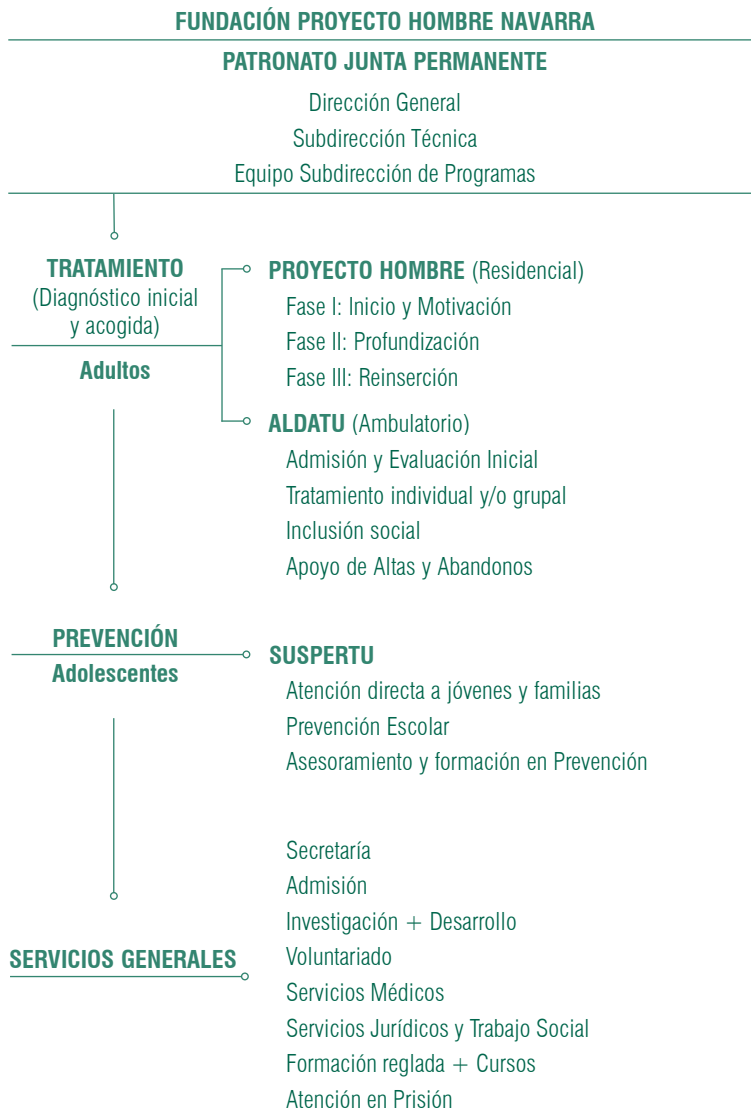 FUNDACIÓN PROYECTO HOMBRE NAVARRA
PATRONATO JUNTA PERMANENTE
Dirección General
Subdirección Técnica
Equipo Subdirección de Programas
TRATAMIENTO
(Diagnóstico inicial
y acogida)
Adultos
PROYECTO HOMBRE (Residencial)
Fase I: Inicio y Motivación
Fase II: Profundización
Fase III: Reinserción
ALDATU (Ambulatorio)
Admisión y Evaluación Inicial
Tratamiento individual y/o grupal
Inclusión social
Apoyo de Altas y Abandonos
PREVENCIÓN
Adolescentes
SUSPERTU
Atención directa a jóvenes y familias
Prevención Escolar
Asesoramiento y formación en Prevención
SERVICIOS GENERALES
Secretaría
Admisión
Investigación + Desarrollo
Voluntariado
Servicios Médicos
Servicios Jurídicos y Trabajo Social
Formación reglada + Cursos
Atención en Prisión